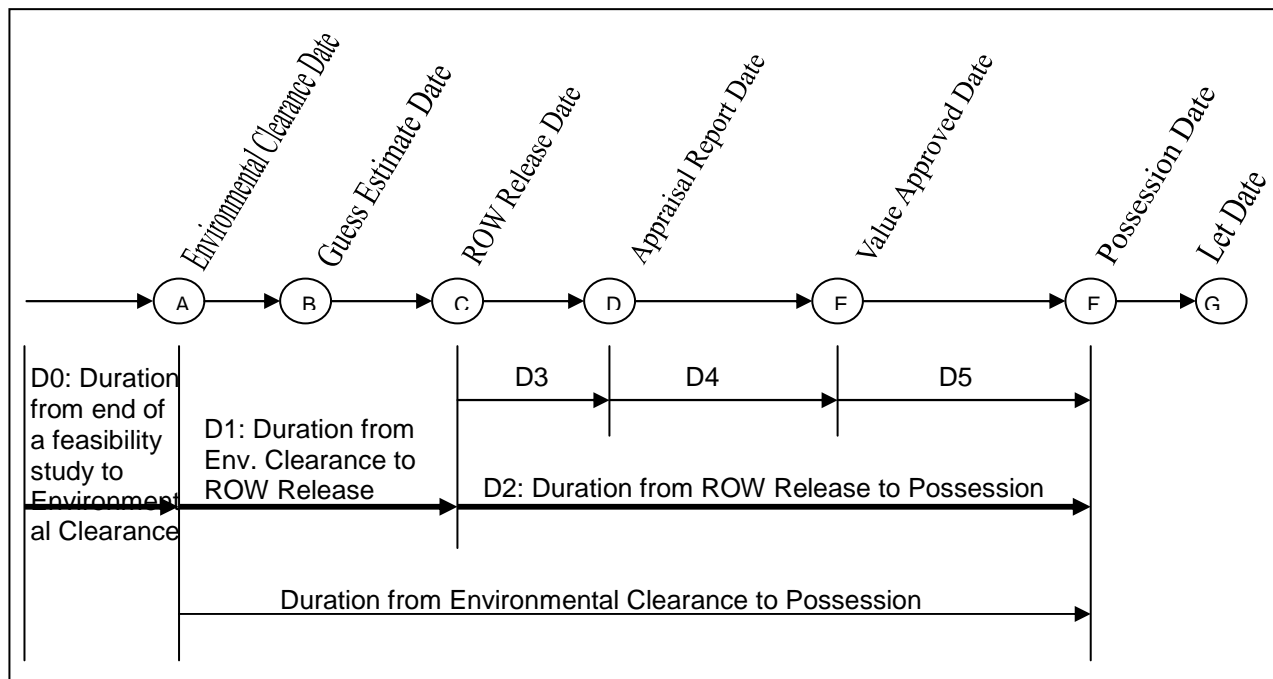 Environmental Clearance Date
Guess Estimate Date
ROW Release Date
Appraisal Report Date
Value Approved Date
Possession Date
Let Date
A B C D E F G
D0: Duration
from end of
a feasibility
study to
Environment
al Clearance
D1: Duration from
Env. Clearance to
ROW Release
D3 D4 D5
D2: Duration from ROW Release to Possession
Duration from Environmental Clearance to Possession